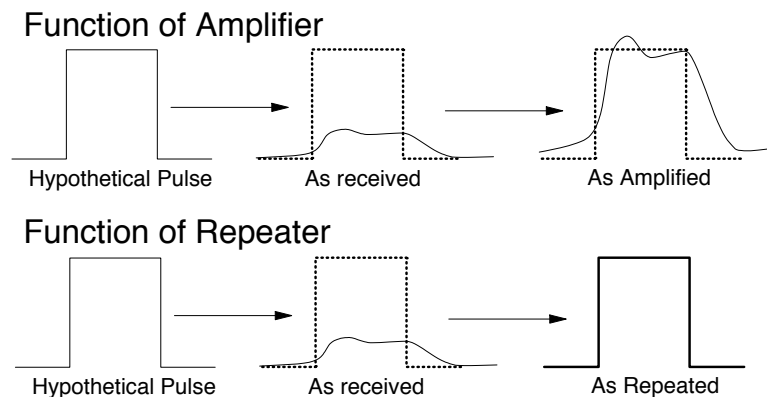 Function of Amplifier
Hypothetical Pulse
As received
As Amplified
Function of Repeater
Hypothetical Pulse
As received
As Repeated